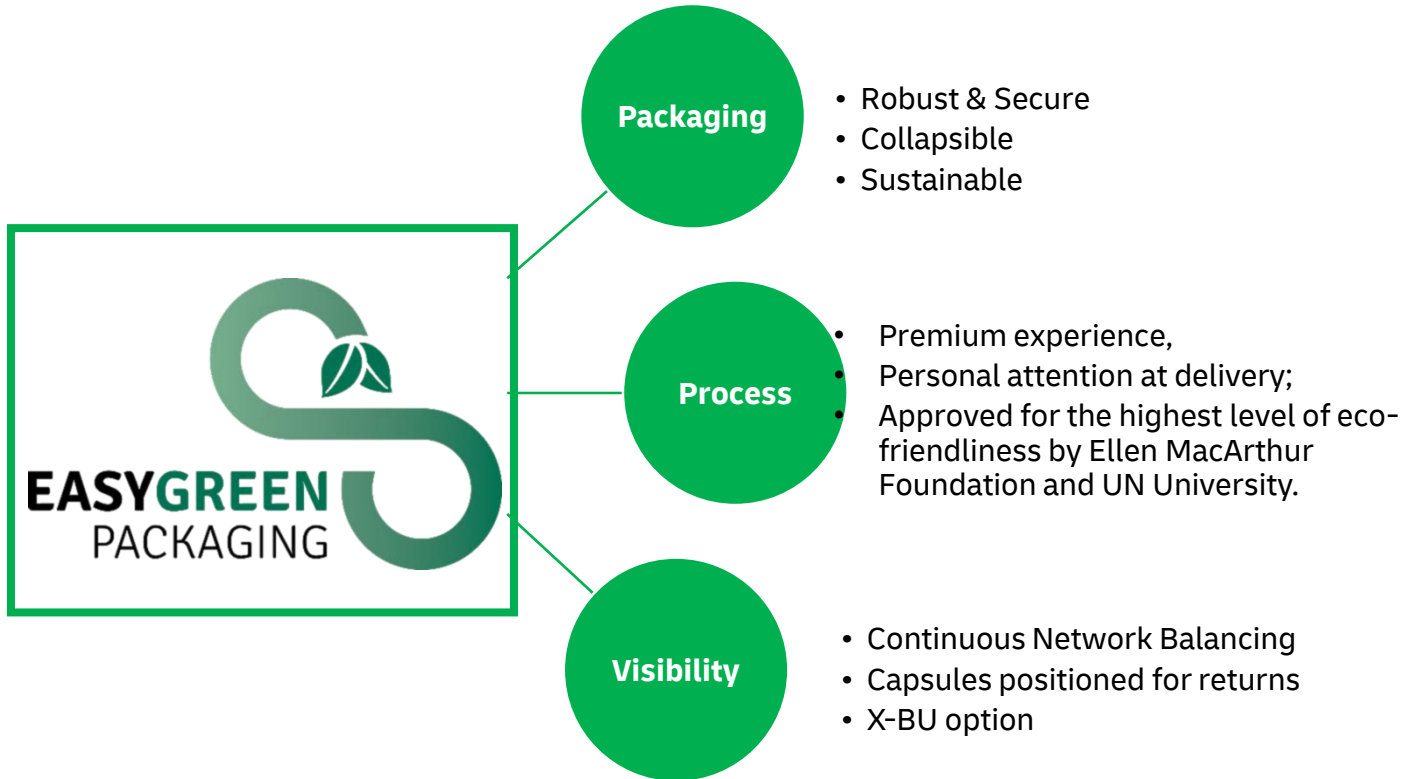 Packaging
• Robust & Secure
• Collapsible
• Sustainable
EASYGREEN
PACKAGING
Process
• Premium experience,
• Personal attention at delivery;
• Approved for the highest level of eco-
friendliness by Ellen MacArthur
Foundation and UN University.
Visibility
• Continuous Network Balancing
• Capsules positioned for returns
• X-BU option